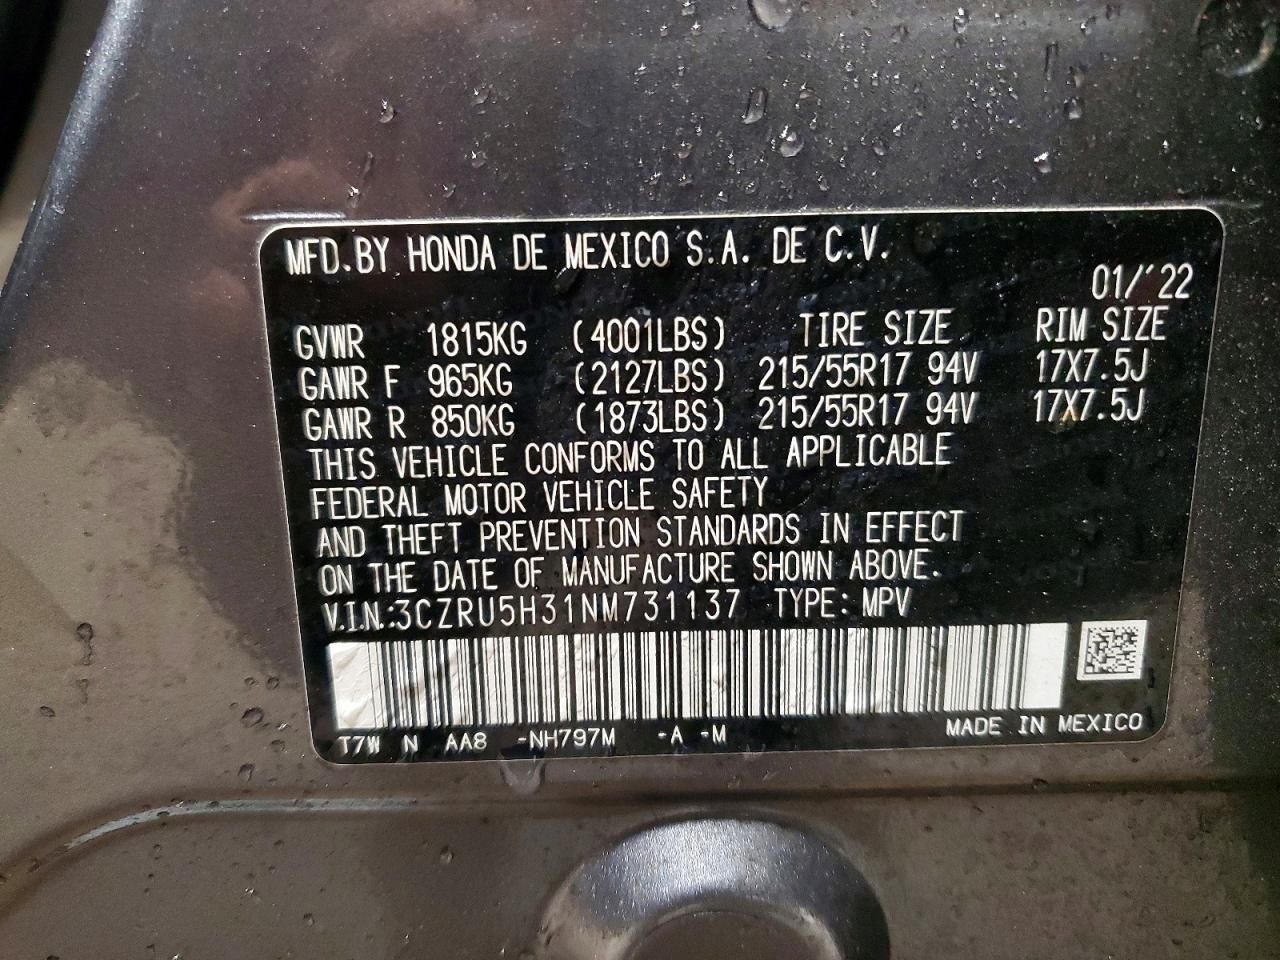 MFD.BY HONDA DE MEXICO S.A. DE C.V.
01/'22
GVWR 1815KG (4001LBS) TIRE SIZE RIM SIZE
GAWR F 965KG (2127LBS) 215/55R17 94V 17X7.5J
GAWR R 850KG (1873LBS) 215/55R17 94V 17X7.5J
THIS VEHICLE CONFORMS TO ALL APPLICABLE
FEDERAL MOTOR VEHICLE SAFETY
AND THEFT PREVENTION STANDARDS IN EFFECT
ON THE DATE OF MANUFACTURE SHOWN ABOVE.
V.I.N.:3CZRU5H31NM731137 TYPE: MPV
T7W N AA8 -NH797M -A -M MADE IN MEXICO